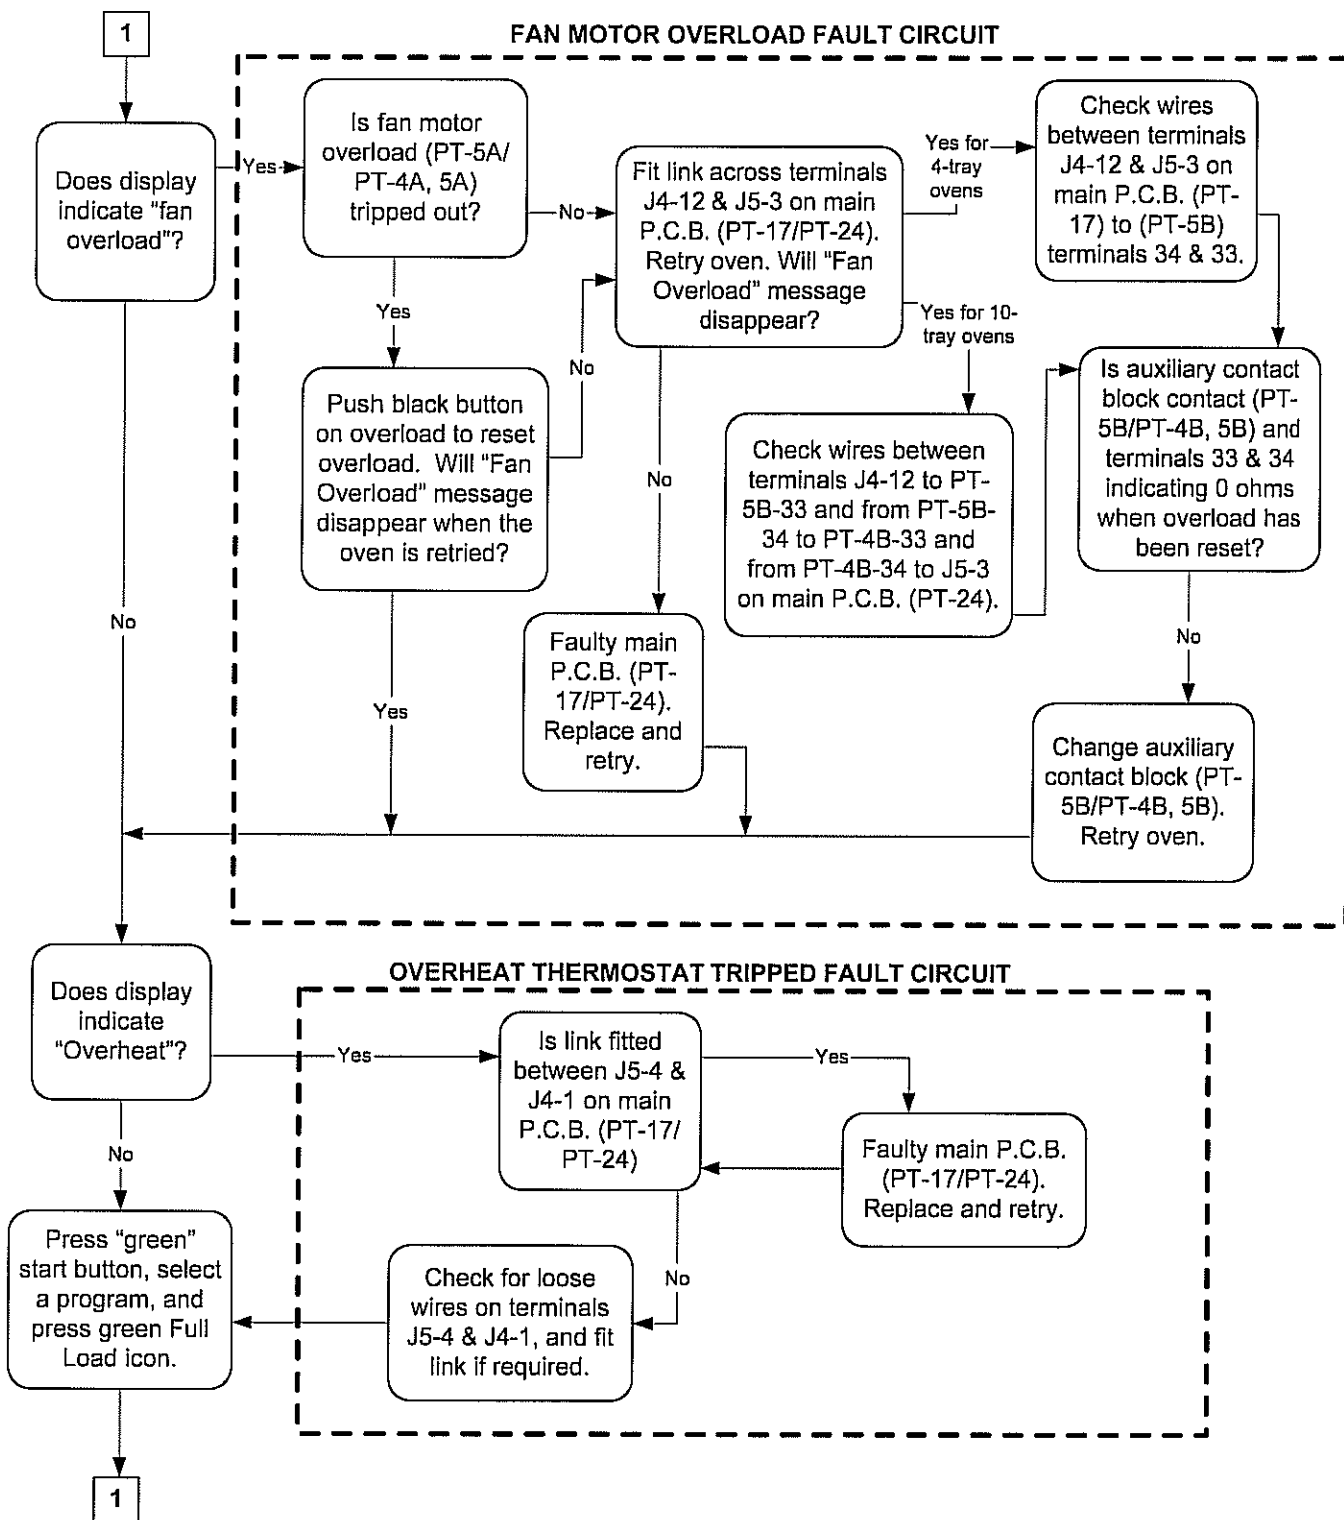 1
FAN MOTOR OVERLOAD FAULT CIRCUIT
Does display
indicate "fan
overload"?
Yes
Is fan motor
overload (PT-5A/
PT-4A, 5A)
tripped out?
No
Yes
Fit link across terminals
J4-12 & J5-3 on main
P.C.B. (PT-17/PT-24).
Retry oven. Will "Fan
Overload" message
disappear?
Yes for
4-tray
ovens
Check wires
between terminals
J4-12 & J5-3 on
main P.C.B. (PT-
17) to (PT-5B)
terminals 34 & 33.
Yes for 10-
tray ovens
Push black button
on overload to reset
overload. Will "Fan
Overload" message
disappear when the
oven is retried?
No
No
Check wires between
terminals J4-12 to PT-
5B-33 and from PT-5B-
34 to PT-4B-33 and
from PT-4B-34 to J5-3
on main P.C.B. (PT-24).
Is auxiliary contact
block contact (PT-
5B/PT-4B, 5B) and
terminals 33 & 34
indicating 0 ohms
when overload has
been reset?
No
No
Yes
Faulty main
P.C.B. (PT-
17/PT-24).
Replace and
retry.
Change auxiliary
contact block (PT-
5B/PT-4B, 5B).
Retry oven.
Does display
indicate
"Overheat"?
OVERHEAT THERMOSTAT TRIPPED FAULT CIRCUIT
Yes
Is link fitted
between J5-4 &
J4-1 on main
P.C.B. (PT-17/
PT-24)
Yes
Faulty main P.C.B.
(PT-17/PT-24).
Replace and retry.
No
No
Press "green"
start button, select
a program, and
press green Full
Load icon.
Check for loose
wires on terminals
J5-4 & J4-1, and fit
link if required.
1